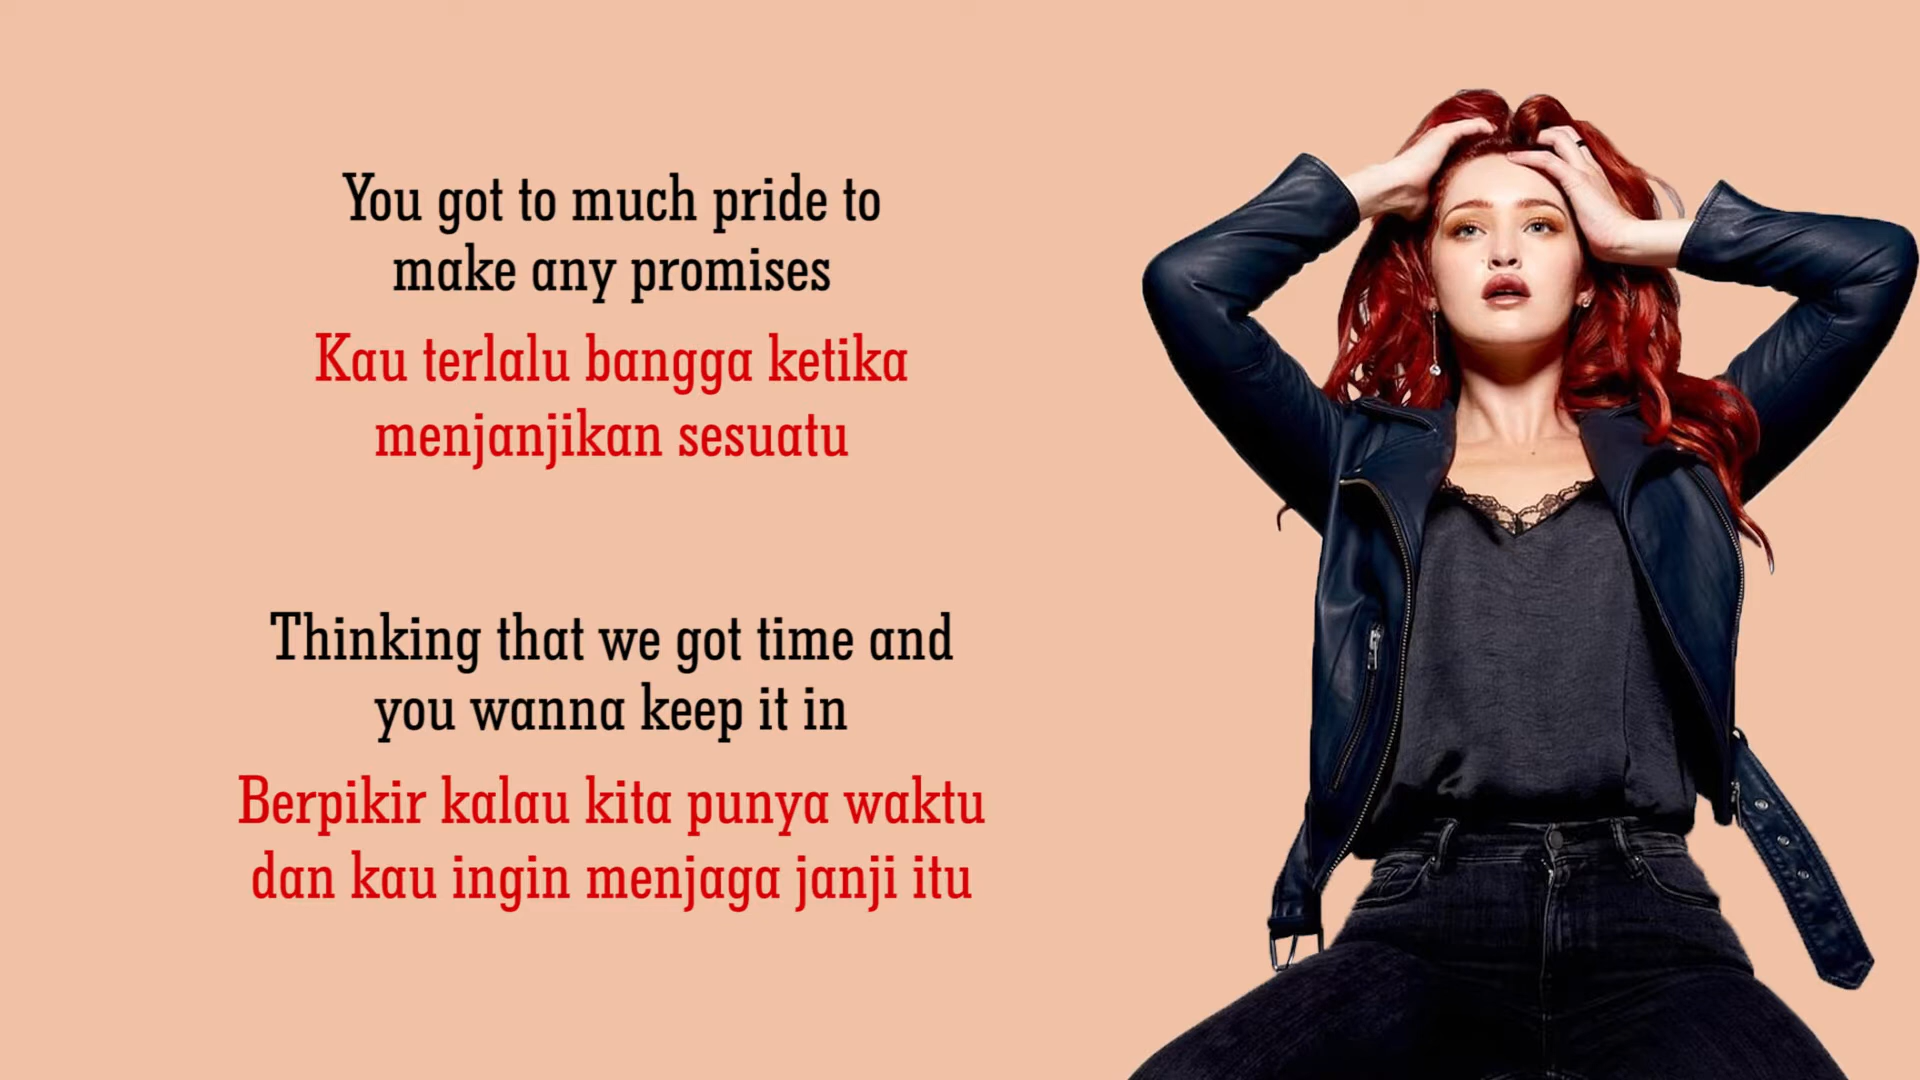 You got to much pride to
make any promises
Kau terlalu bangga ketika
menjanjikan sesuatu
Thinking that we got time and
you wanna keep it in
Berpikir kalau kita punya waktu
dan kau ingin menjaga janji itu